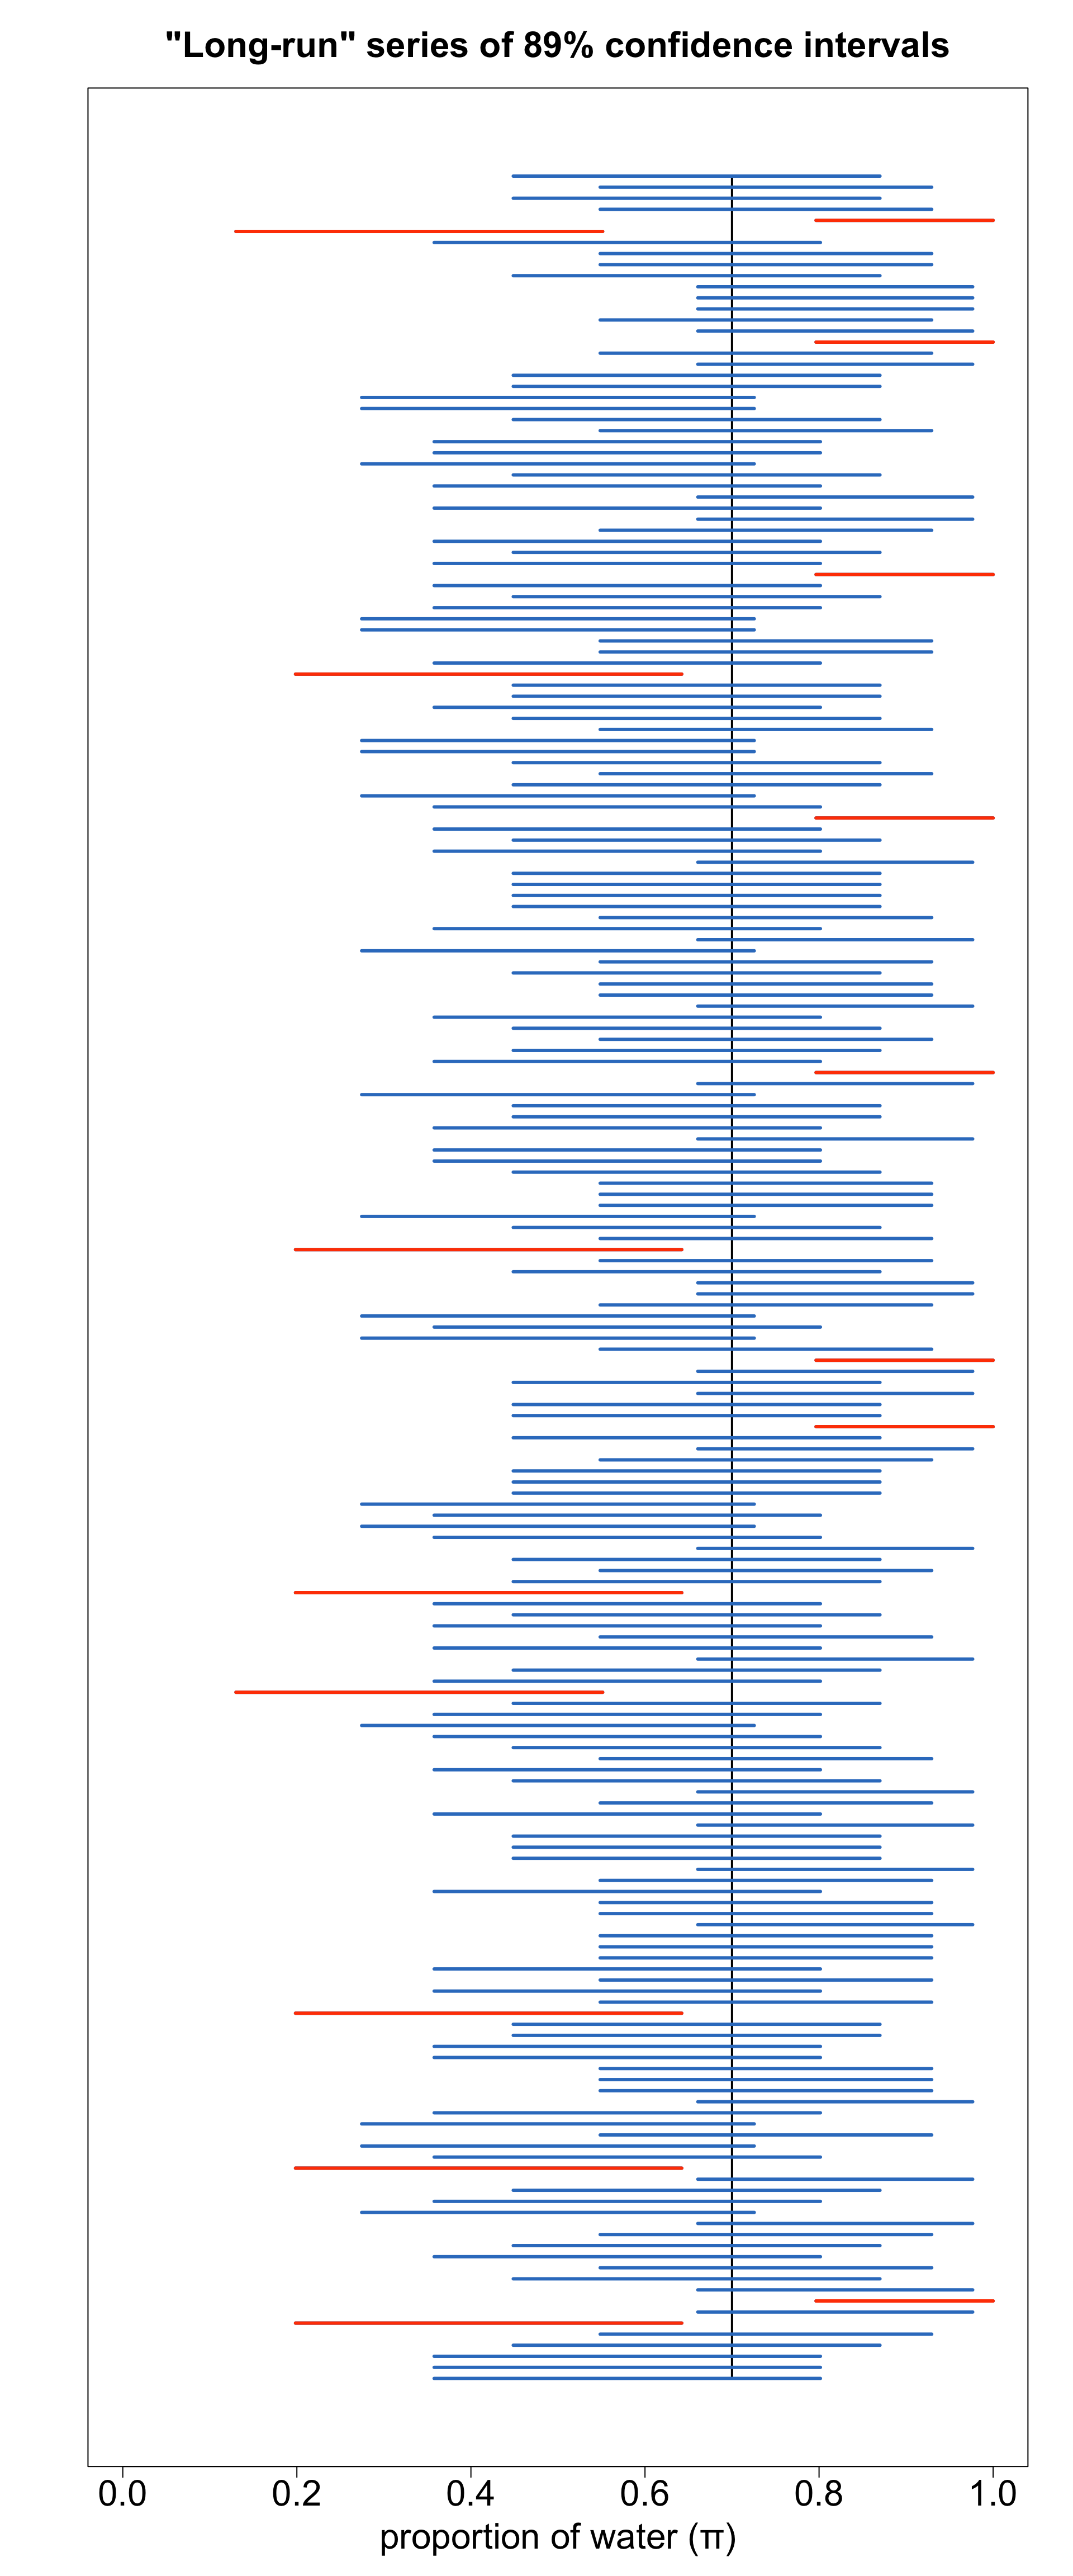 "Long-run" series of 89% confidence intervals
0.0 0.2 0.4 0.6 0.8 1.0
proportion of water (π)